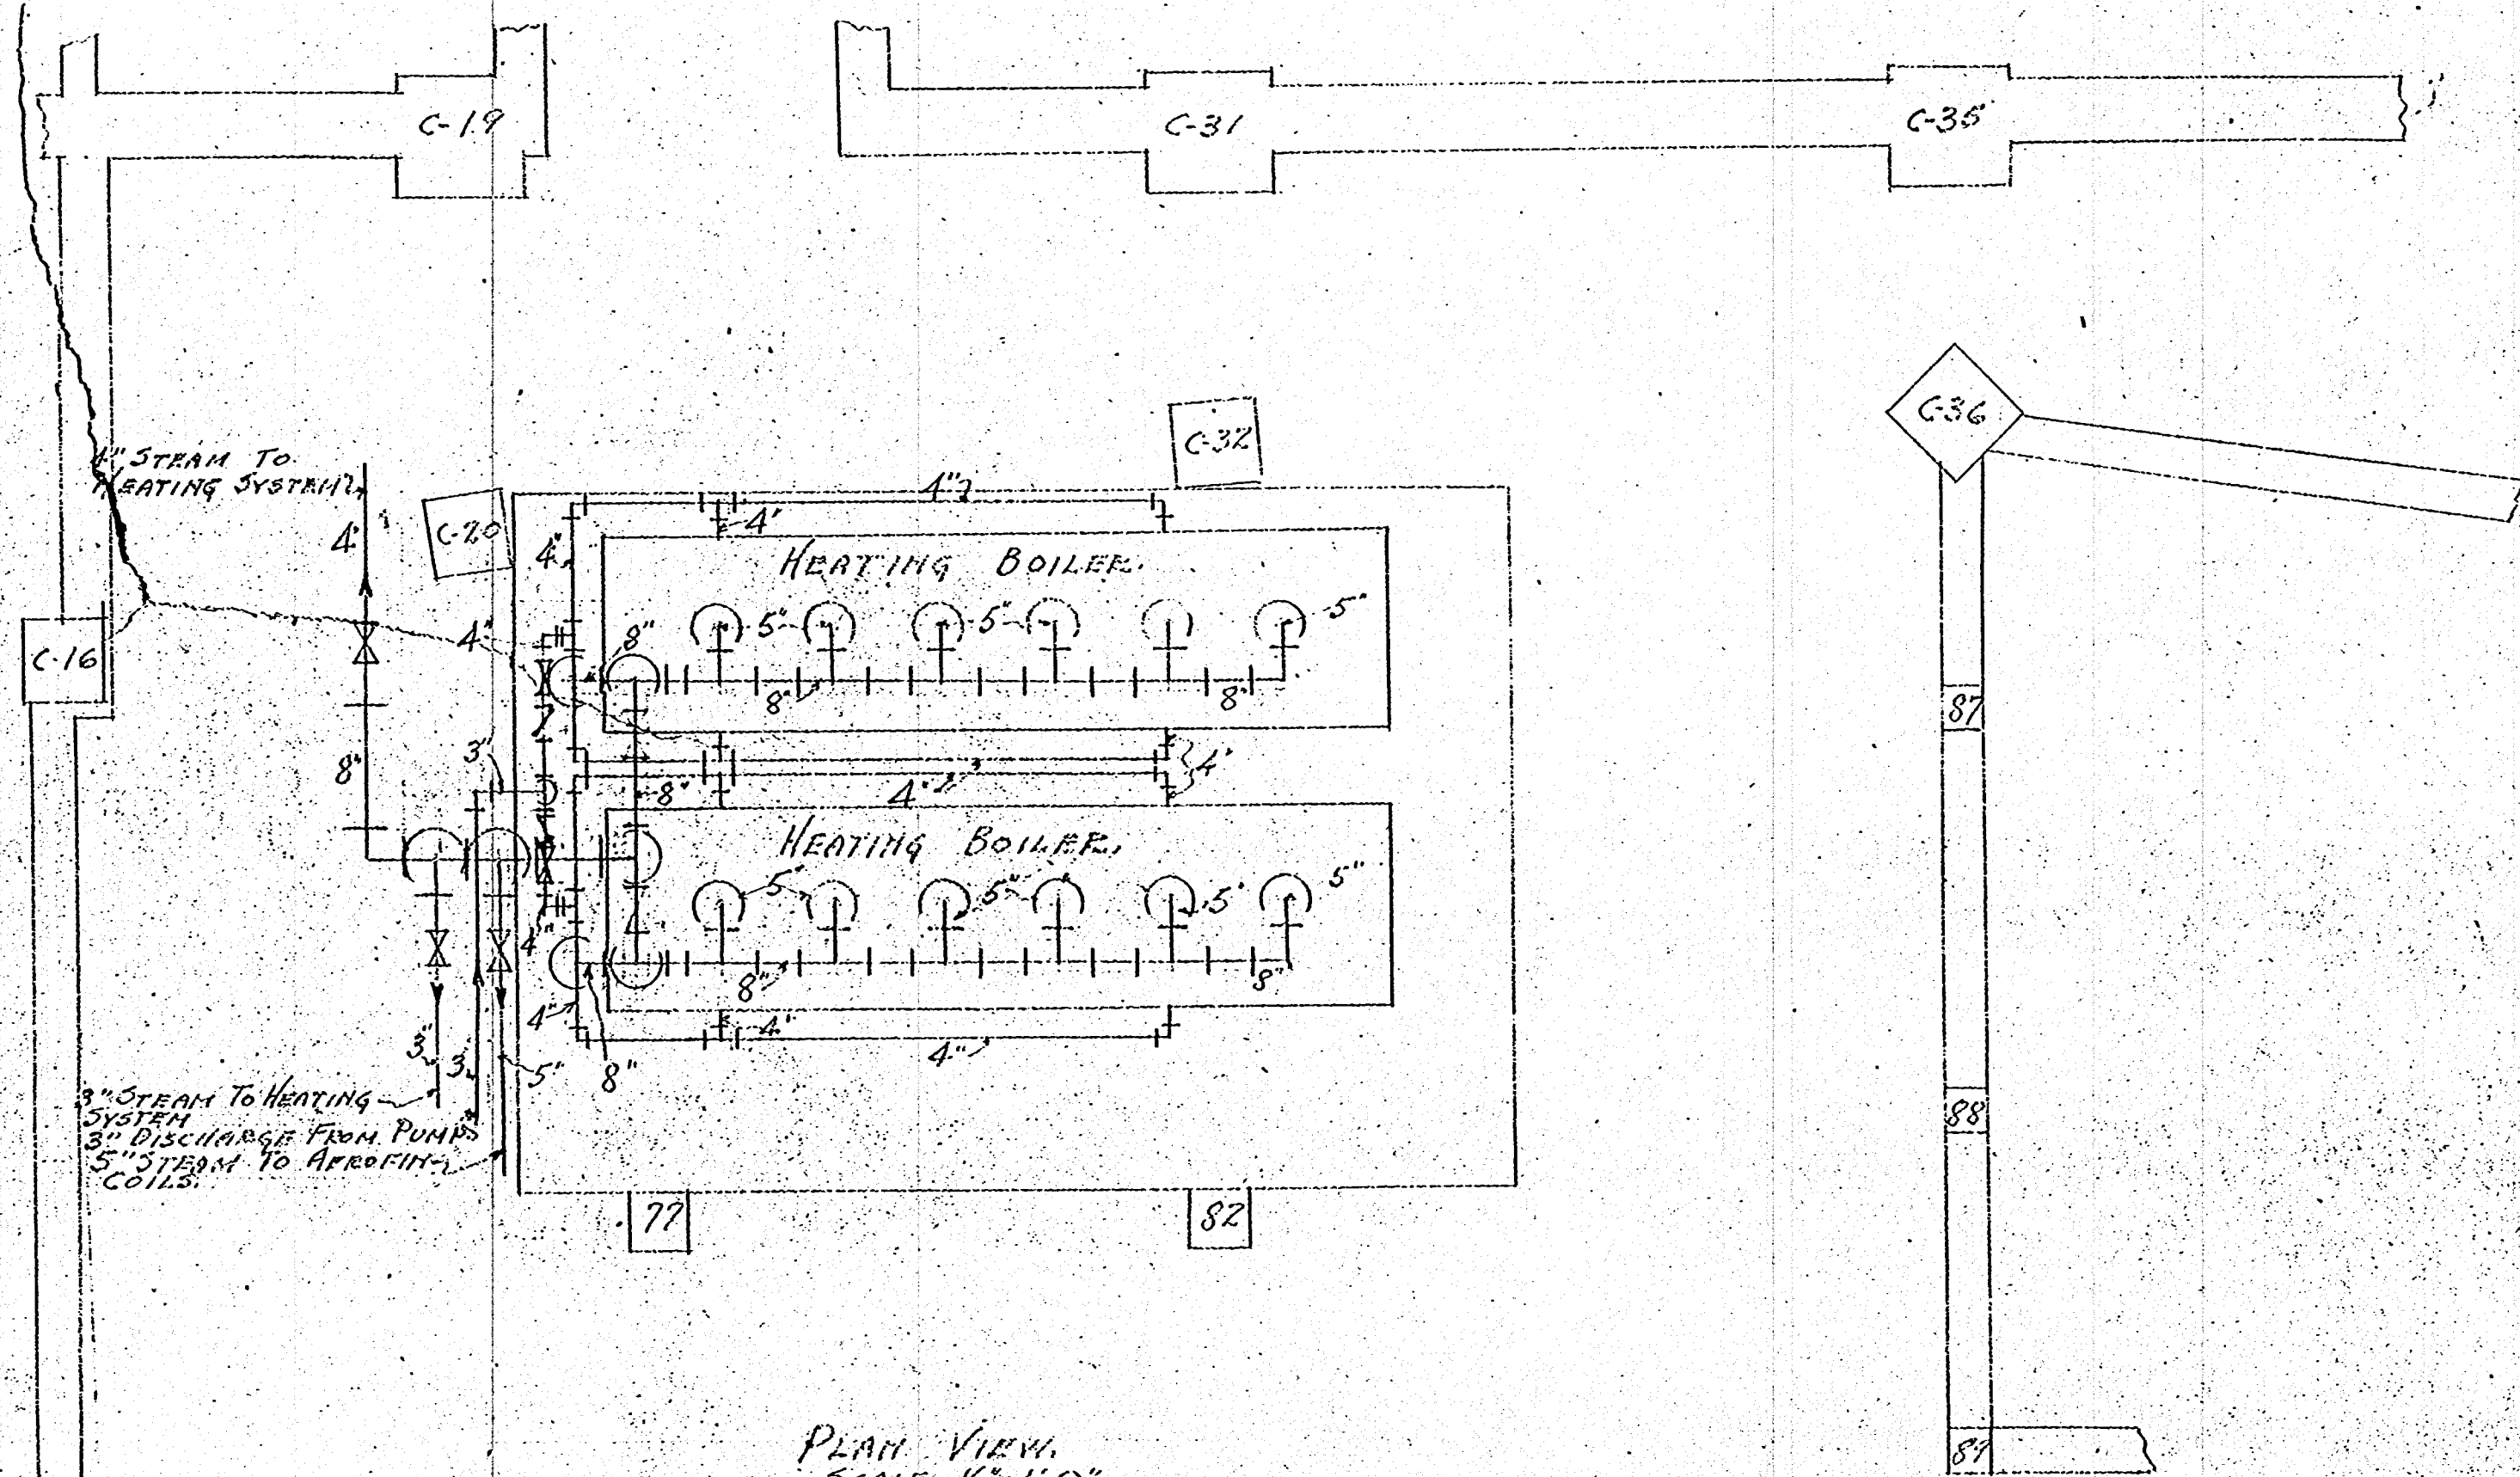 C-19
C-31
C-35
C-36
C-32
4" STEAM TO
HEATING SYSTEM
4"
C-20
4"
4"
4"
HEATING BOILER.
5"
5"
5"
4"
8"
C-16
8"
8"
3"
8"
8"
4"
4"
87
HEATING BOILER.
5"
5"
5"
5"
4"
8"
8"
4"
4"
4"
3"
3"
5"
8"
3" STEAM TO HEATING
SYSTEM
3" DISCHARGE FROM PUMPS
5" STEAM TO AEROFIN
COILS.
88
77
82
PLAN VIEW.
89